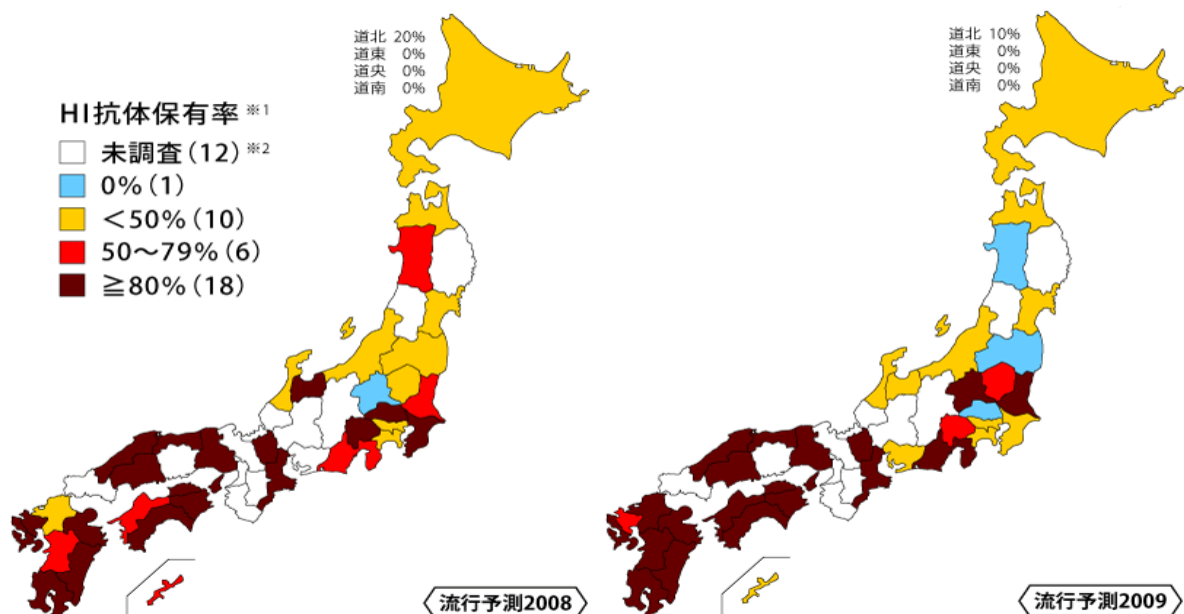 道北 20%
道東 0%
道央 0%
道南 0%
HI抗体保有率 ※1
未調査(12) ※2
0%(1)
<50%(10)
50～79%(6)
≧80%(18)
流行予測2008
道北 10%
道東 0%
道央 0%
道南 0%
流行予測2009